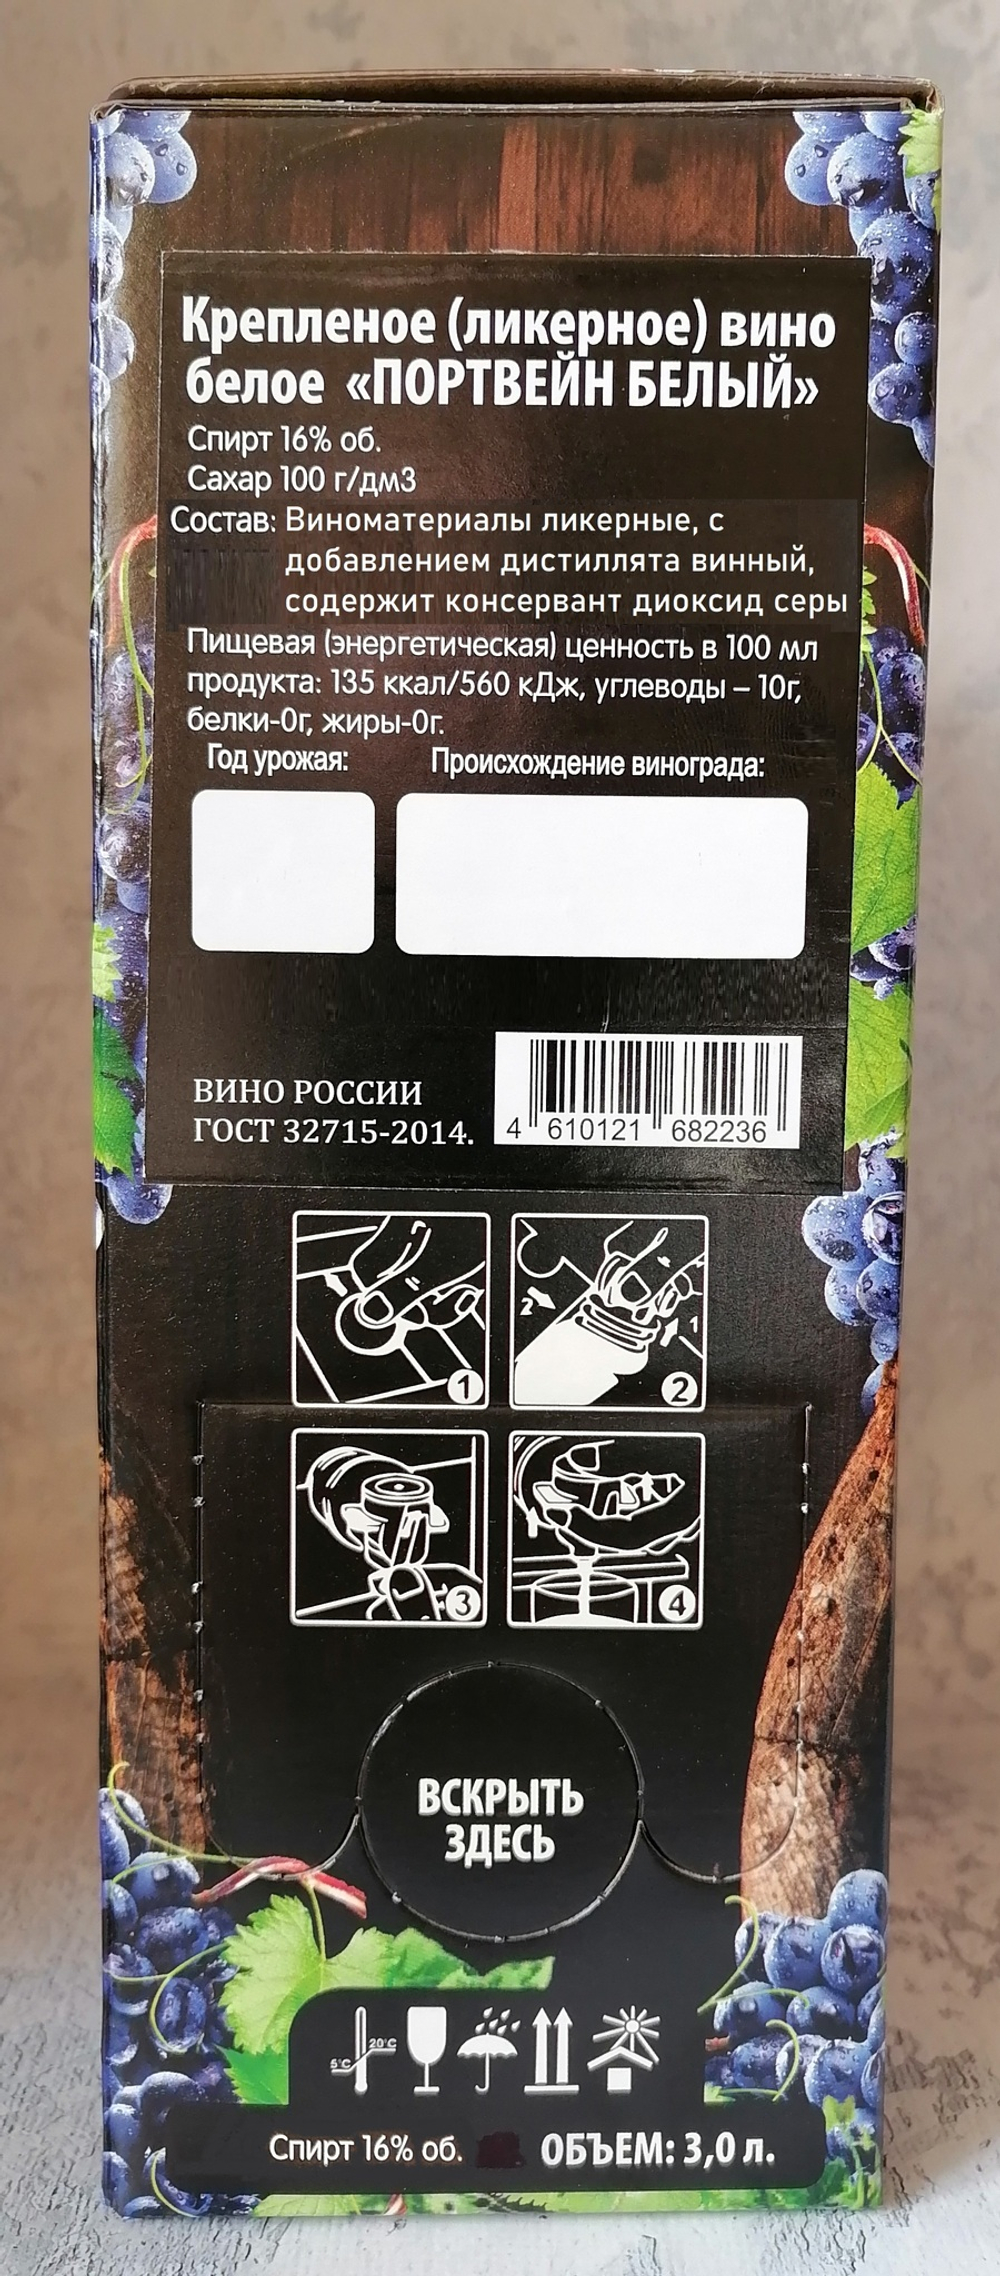 Крепленое (ликерное) вино
белое «ПОРТВЕЙН БЕЛЫЙ»
Спирт 16% об.
Сахар 100 г/дм3
Состав: Виноматериалы ликерные, с
добавлением дистиллята винный,
содержит консервант диоксид серы
Пищевая (энергетическая) ценность в 100 мл
продукта: 135 ккал/560 кДж, углеводы – 10г,
белки-0г, жиры-0г.
Год урожая: Происхождение винограда:
ВИНО РОССИИ
ГОСТ 32715-2014.
4 610121 682236
2 1
1 2
3 4
ВСКРЫТЬ
ЗДЕСЬ
5°C 20°C
Спирт 16% об. ОБЪЕМ: 3,0 л.